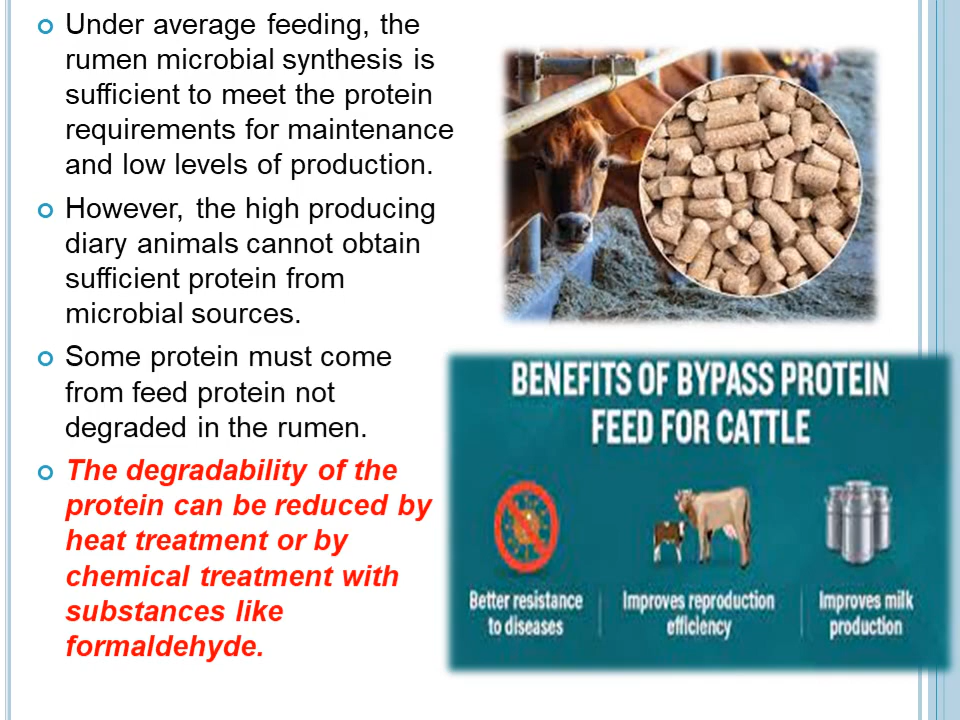 Under average feeding, the
rumen microbial synthesis is
sufficient to meet the protein
requirements for maintenance
and low levels of production.
However, the high producing
diary animals cannot obtain
sufficient protein from
microbial sources.
Some protein must come
from feed protein not
degraded in the rumen.
The degradability of the
protein can be reduced by
heat treatment or by
chemical treatment with
substances like
formaldehyde.
BENEFITS OF BYPASS PROTEIN
FEED FOR CATTLE
Better resistance
to diseases
Improves reproduction
efficiency
Improves milk
production